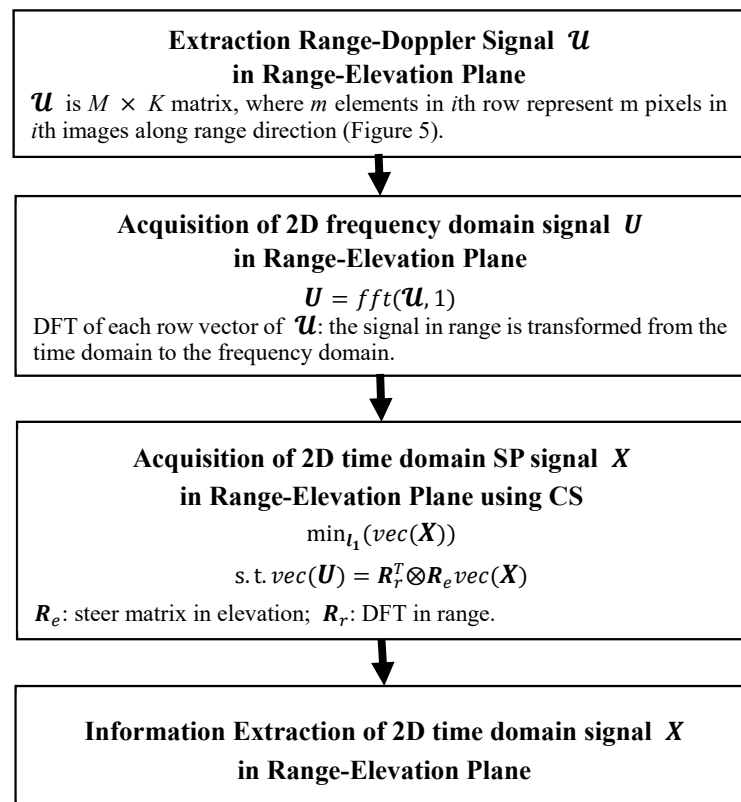 Extraction Range-Doppler Signal 𝓤
in Range-Elevation Plane
𝓤 is M × K matrix, where m elements in ith row represent m pixels in
ith images along range direction (Figure 5).
Acquisition of 2D frequency domain signal U
in Range-Elevation Plane
U = fft(𝓤, 1)
DFT of each row vector of 𝓤: the signal in range is transformed from the
time domain to the frequency domain.
Acquisition of 2D time domain SP signal X
in Range-Elevation Plane using CS
min_{l_1}(vec(X))
s.t. vec(U) = R_r^T⊗R_e vec(X)
R_e: steer matrix in elevation; R_r: DFT in range.
Information Extraction of 2D time domain signal X
in Range-Elevation Plane